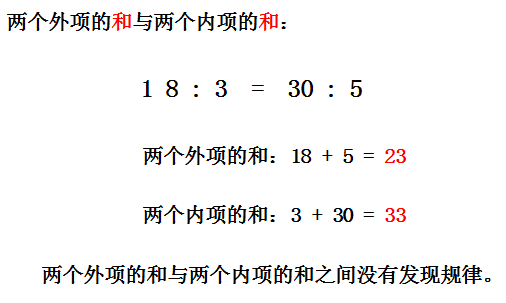 两个外项的和与两个内项的和:
1 8 : 3 = 30 : 5
两个外项的和: 18 + 5 = 23
两个内项的和: 3 + 30 = 33
两个外项的和与两个内项的和之间没有发现规律。